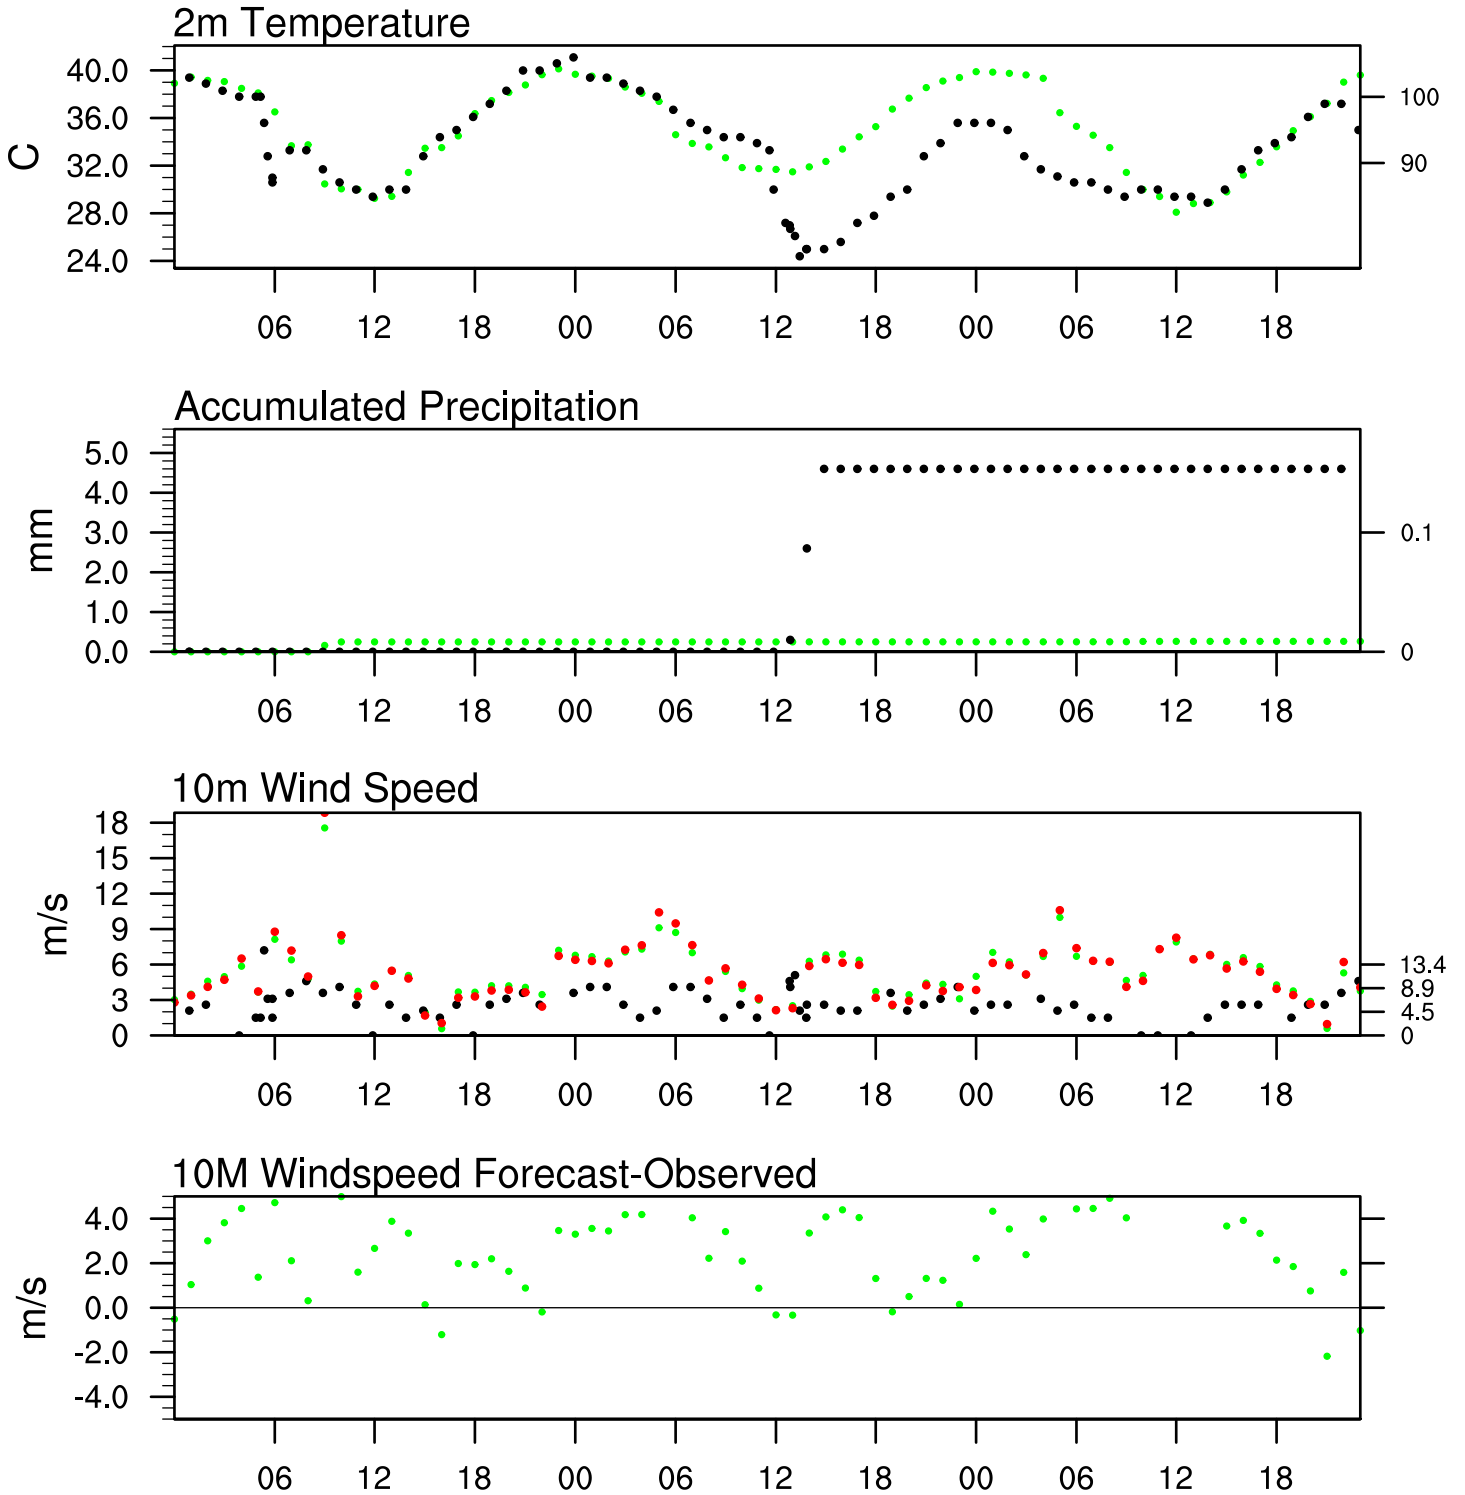 2m Temperature
40.0
36.0
32.0
28.0
24.0
C
100
90
06 12 18 00 06 12 18 00 06 12 18
Accumulated Precipitation
5.0
4.0
3.0
2.0
1.0
0.0
mm
0.1
0
06 12 18 00 06 12 18 00 06 12 18
10m Wind Speed
18
15
12
9
6
3
0
m/s
13.4
8.9
4.5
0
06 12 18 00 06 12 18 00 06 12 18
10M Windspeed Forecast-Observed
4.0
2.0
0.0
-2.0
-4.0
m/s
06 12 18 00 06 12 18 00 06 12 18